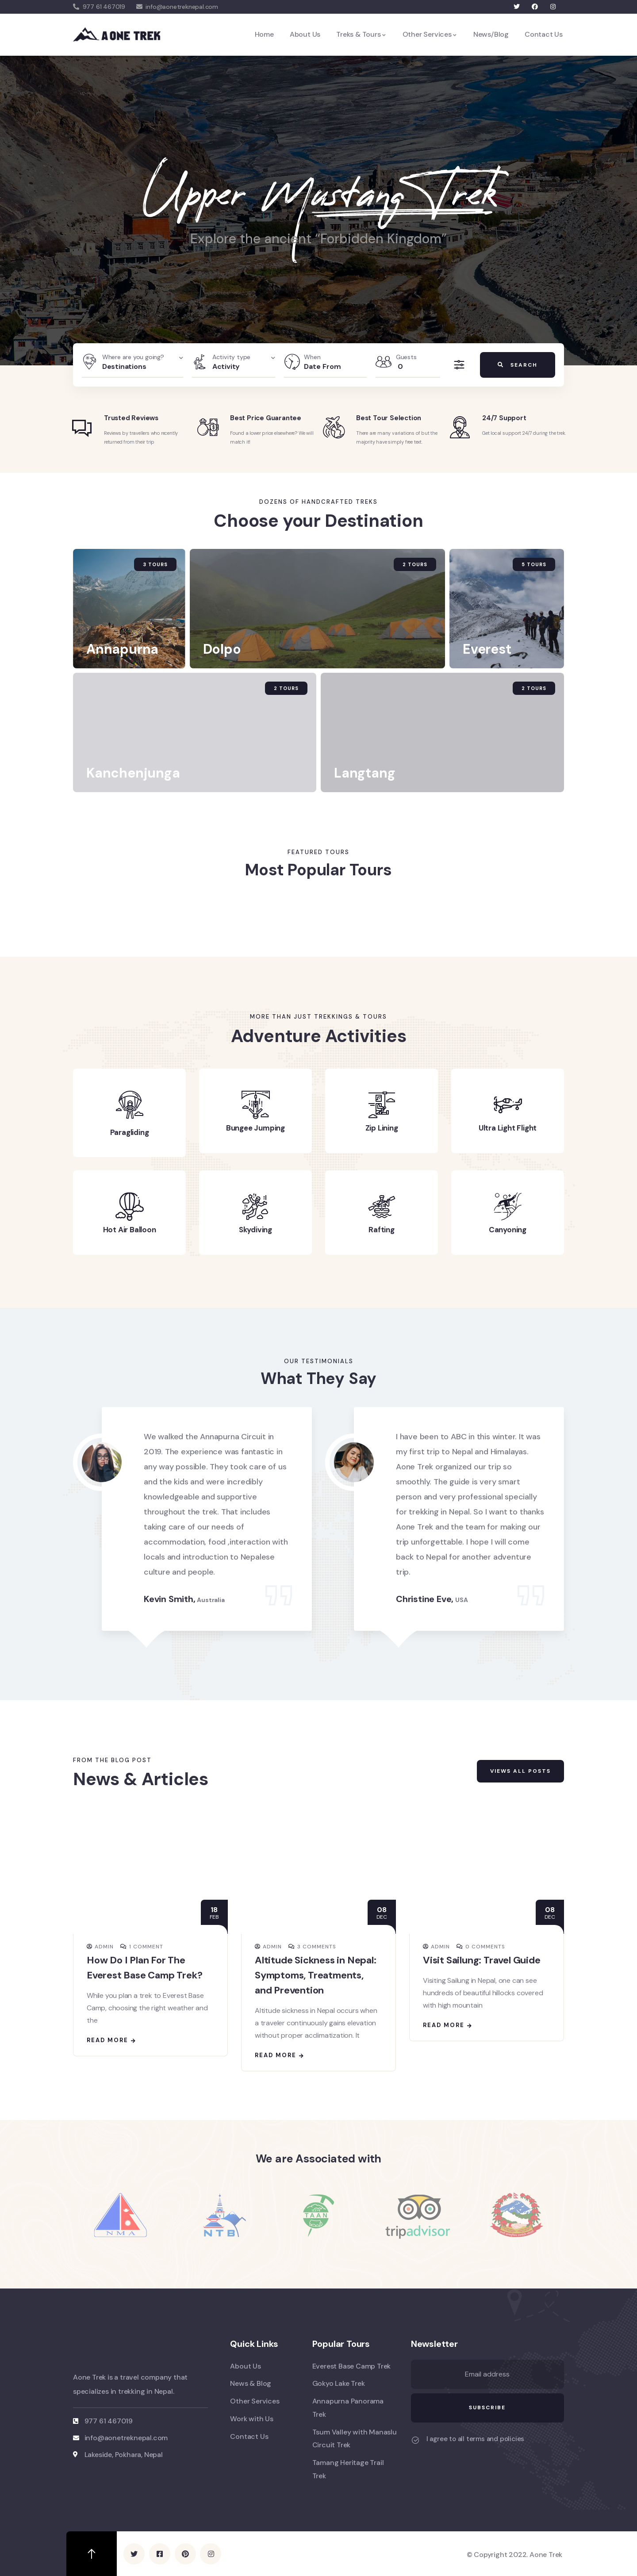 977 61 467019 info@aonetreknepal.com
A ONE TREK
Home About Us Treks & Tours Other Services News/Blog Contact Us
Upper Mustang Trek
Explore the ancient "Forbidden Kingdom"
Where are you going?
Destinations
Activity type
Activity
When
Date From
Guests
0
SEARCH
Trusted Reviews
Reviews by travellers who recently
returned from their trip
Best Price Guarantee
Found a lower price elsewhere? We will
match it!
Best Tour Selection
There are many variations of but the
majority have simply free text
24/7 Support
Get local support 24/7 during the trek
DOZENS OF HANDCRAFTED TREKS
Choose your Destination
3 TOURS
Annapurna
2 TOURS
Dolpo
5 TOURS
Everest
2 TOURS
Kanchenjunga
2 TOURS
Langtang
FEATURED TOURS
Most Popular Tours
MORE THAN JUST TREKKINGS & TOURS
Adventure Activities
Paragliding
Bungee Jumping
Zip Lining
Ultra Light Flight
Hot Air Balloon
Skydiving
Rafting
Canyoning
OUR TESTIMONIALS
What They Say
We walked the Annapurna Circuit in
2019. The experience was fantastic in
any way possible. They took care of us
and the kids and were incredibly
knowledgeable and supportive
throughout the trek. That includes
taking care of our needs of
accommodation, food ,interaction with
locals and introduction to Nepalese
culture and people.
Kevin Smith, Australia
I have been to ABC in this winter. It was
my first trip to Nepal and Himalayas.
Aone Trek organized our trip so
smoothly. The guide is very smart
person and very professional specially
for trekking in Nepal. So I want to thanks
Aone Trek and the team for making our
trip unforgettable. I hope I will come
back to Nepal for another adventure
trip.
Christine Eve, USA
FROM THE BLOG POST
News & Articles
VIEWS ALL POSTS
18
FEB
ADMIN 1 COMMENT
How Do I Plan For The
Everest Base Camp Trek?
While you plan a trek to Everest Base
Camp, choosing the right weather and
the
READ MORE
08
DEC
ADMIN 3 COMMENTS
Altitude Sickness in Nepal:
Symptoms, Treatments,
and Prevention
Altitude sickness in Nepal occurs when
a traveler continuously gains elevation
without proper acclimatization. It
READ MORE
08
DEC
ADMIN 0 COMMENTS
Visit Sailung: Travel Guide
Visiting Sailung in Nepal, one can see
hundreds of beautiful hillocks covered
with high mountain
READ MORE
We are Associated with
NMA
NTB
TAAN
tripadvisor
Aone Trek is a travel company that
specializes in trekking in Nepal.
977 61 467019
info@aonetreknepal.com
Lakeside, Pokhara, Nepal
Quick Links
About Us
News & Blog
Other Services
Work with Us
Contact Us
Popular Tours
Everest Base Camp Trek
Gokyo Lake Trek
Annapurna Panorama
Trek
Tsum Valley with Manaslu
Circuit Trek
Tamang Heritage Trail
Trek
Newsletter
Email address
SUBSCRIBE
I agree to all terms and policies
© Copyright 2022. Aone Trek